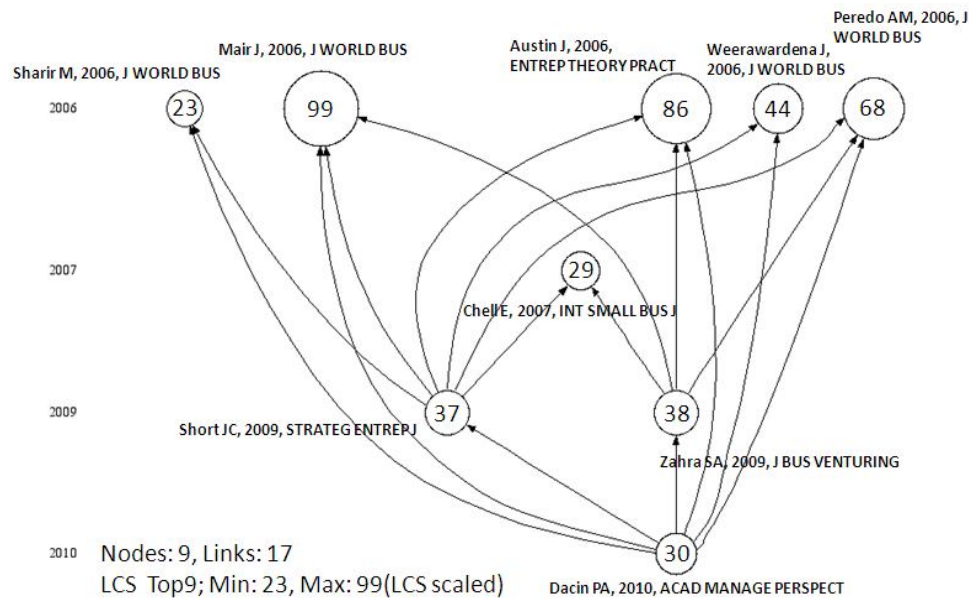 Peredo AM, 2006, J
WORLD BUS
Mair J, 2006, J WORLD BUS
Austin J, 2006,
ENTREP THEORY PRACT
Weerawardena J,
2006, J WORLD BUS
Sharir M, 2006, J WORLD BUS
2006
23
99
86
44
68
2007
29
Chell E, 2007, INT SMALL BUS J
2009
37
38
Short JC, 2009, STRATEG ENTREP J
Zahra SA, 2009, J BUS VENTURING
2010
30
Nodes: 9, Links: 17
LCS Top9; Min: 23, Max: 99(LCS scaled)
Dacin PA, 2010, ACAD MANAGE PERSPECT